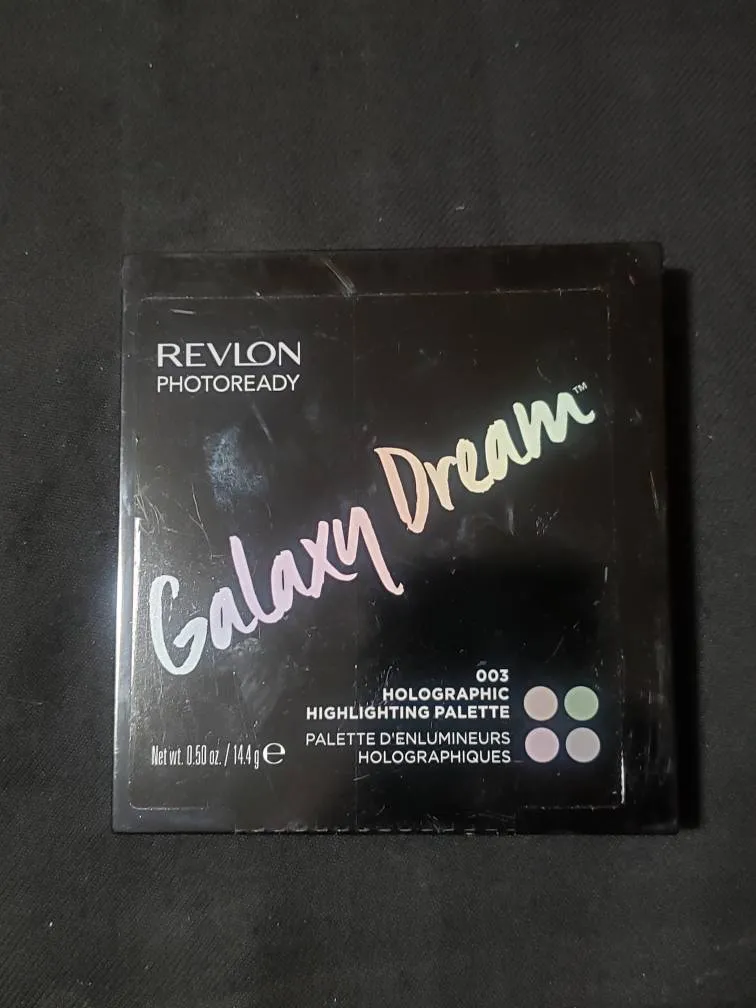 REVLON
PHOTOREADY
Galaxy Dream™
003
HOLOGRAPHIC
HIGHLIGHTING PALETTE
PALETTE D'ENLUMINEURS
HOLOGRAPHIQUES
Net wt. 0.50 oz. / 14.4 g ℮